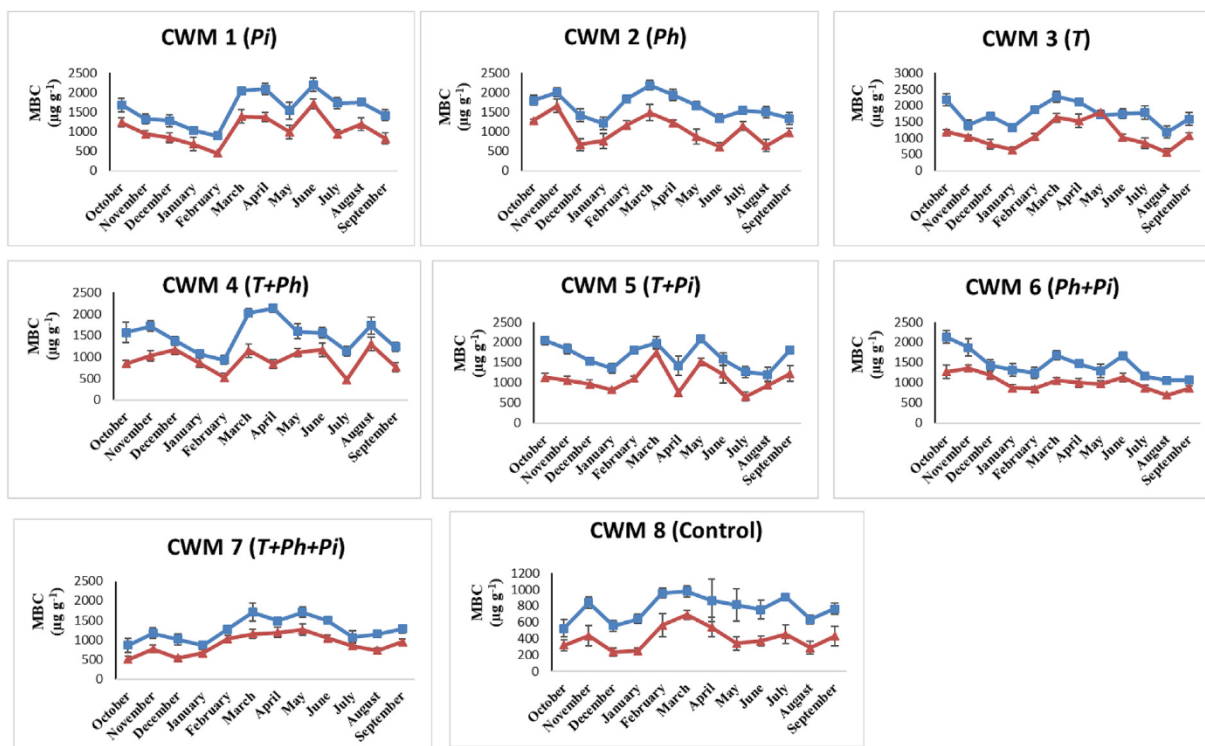 CWM 1 (Pi)
MBC
(µg g⁻¹)
2500
2000
1500
1000
500
0
October
November
December
January
February
March
April
May
June
July
August
September
CWM 2 (Ph)
MBC
(µg g⁻¹)
2500
2000
1500
1000
500
0
October
November
December
January
February
March
April
May
June
July
August
September
CWM 3 (T)
MBC
(µg g⁻¹)
3000
2500
2000
1500
1000
500
0
October
November
December
January
February
March
April
May
June
July
August
September
CWM 4 (T+Ph)
MBC
(µg g⁻¹)
2500
2000
1500
1000
500
0
October
November
December
January
February
March
April
May
June
July
August
September
CWM 5 (T+Pi)
MBC
(µg g⁻¹)
2500
2000
1500
1000
500
0
October
November
December
January
February
March
April
May
June
July
August
September
CWM 6 (Ph+Pi)
MBC
(µg g⁻¹)
2500
2000
1500
1000
500
0
October
November
December
January
February
March
April
May
June
July
August
September
CWM 7 (T+Ph+Pi)
MBC
(µg g⁻¹)
2500
2000
1500
1000
500
0
October
November
December
January
February
March
April
May
June
July
August
September
CWM 8 (Control)
MBC
(µg g⁻¹)
1200
1000
800
600
400
200
0
October
November
December
January
February
March
April
May
June
July
August
September